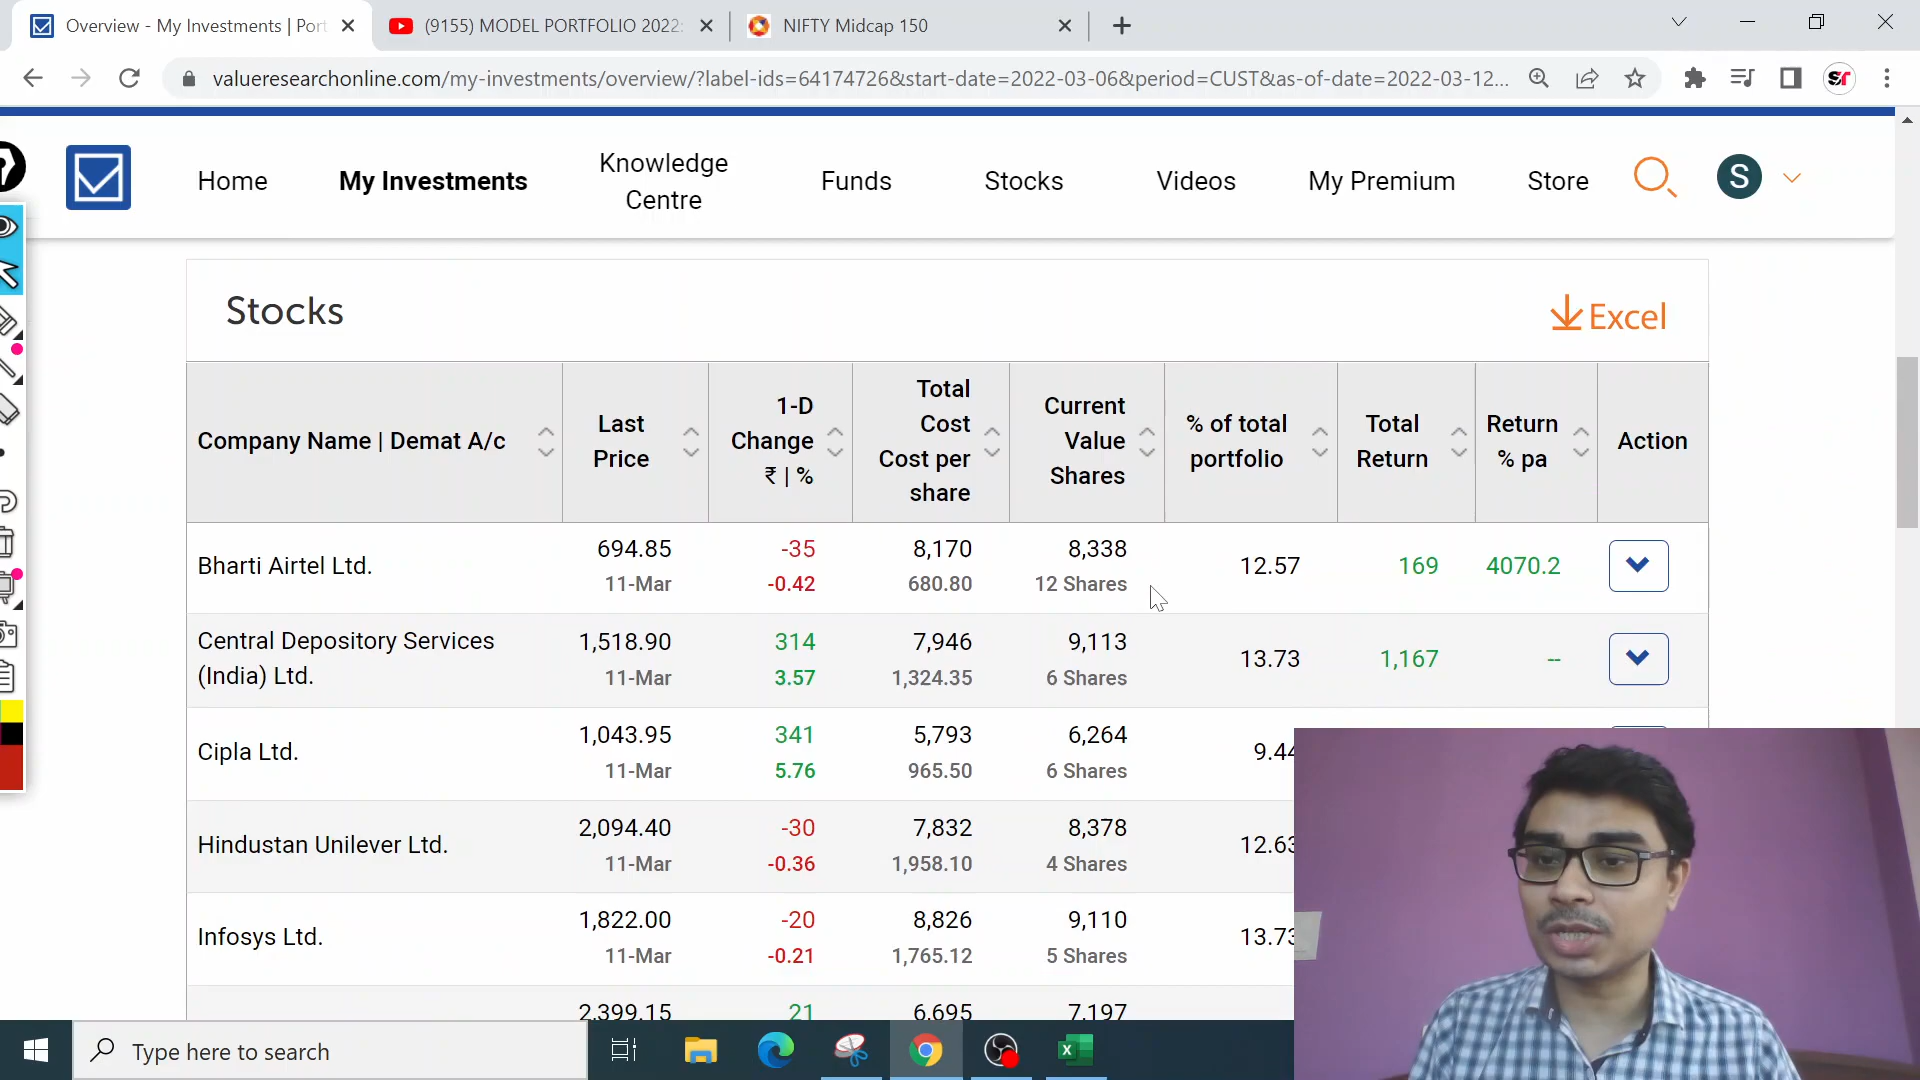 Overview - My Investments | Port
(9155) MODEL PORTFOLIO 2022:
NIFTY Midcap 150
valueresearchonline.com/my-investments/overview/?label-ids=64174726&start-date=2022-03-06&period=CUST&as-of-date=2022-03-12...
sr
Home
My Investments
Knowledge
Centre
Funds
Stocks
Videos
My Premium
Store
S
Stocks
Excel
Company Name | Demat A/c
Last
Price
1-D
Change
₹ | %
Total
Cost
Cost per
share
Current
Value
Shares
% of total
portfolio
Total
Return
Return
% pa
Action
Bharti Airtel Ltd.
694.85
11-Mar
-35
-0.42
8,170
680.80
8,338
12 Shares
12.57
169
4070.2
Central Depository Services
(India) Ltd.
1,518.90
11-Mar
314
3.57
7,946
1,324.35
9,113
6 Shares
13.73
1,167
--
Cipla Ltd.
1,043.95
11-Mar
341
5.76
5,793
965.50
6,264
6 Shares
9.44
Hindustan Unilever Ltd.
2,094.40
11-Mar
-30
-0.36
7,832
1,958.10
8,378
4 Shares
12.63
Infosys Ltd.
1,822.00
11-Mar
-20
-0.21
8,826
1,765.12
9,110
5 Shares
13.73
2,399.15
21
6,695
7,197
Type here to search